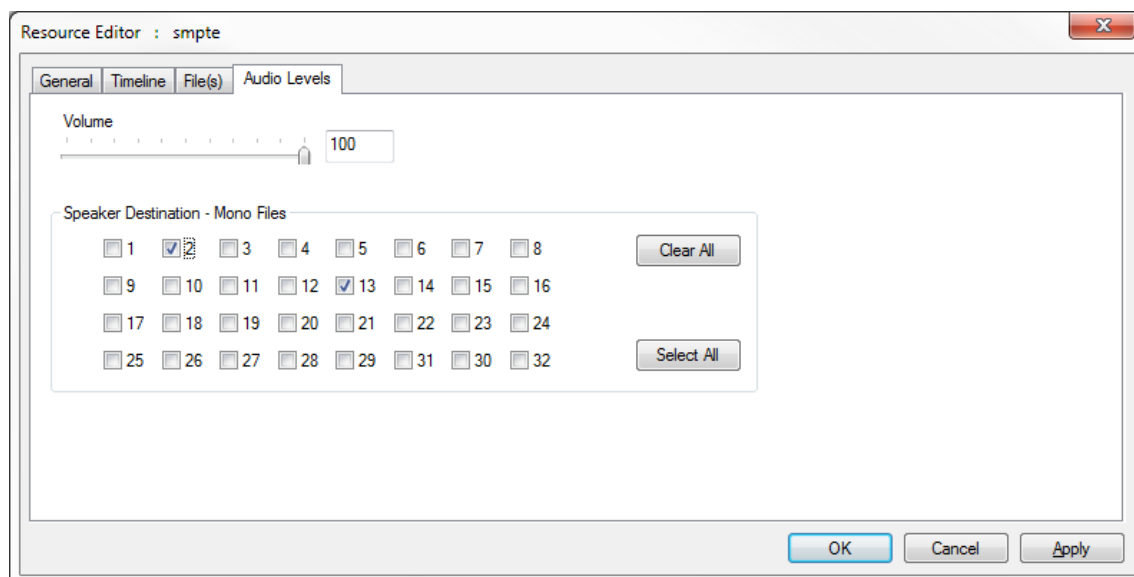 Resource Editor : smpte
General Timeline File(s) Audio Levels
Volume
100
Speaker Destination - Mono Files
1 2 3 4 5 6 7 8
Clear All
9 10 11 12 13 14 15 16
17 18 19 20 21 22 23 24
25 26 27 28 29 31 30 32
Select All
OK Cancel Apply